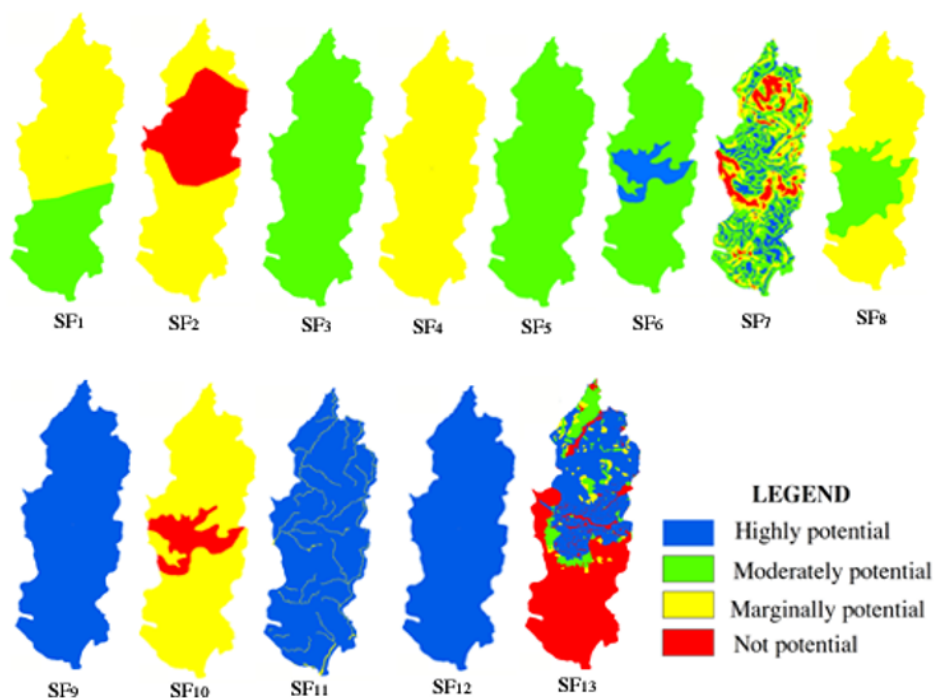 SF1 SF2 SF3 SF4 SF5 SF6 SF7 SF8
LEGEND
Highly potential
Moderately potential
Marginally potential
Not potential
SF9 SF10 SF11 SF12 SF13